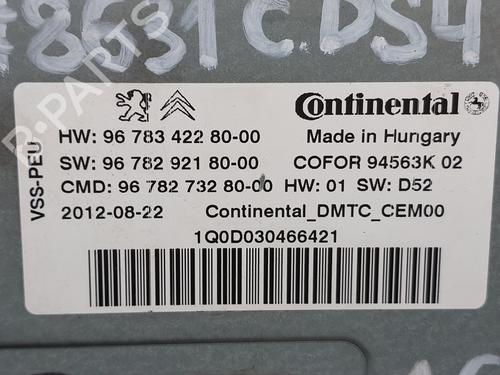 C.DS4
Continental
HW: 96 783 422 80-00
Made in Hungary
SW: 96 782 921 80-00
COFOR 94563K 02
CMD: 96 782 732 80-00 HW: 01 SW: D52
2012-08-22
Continental_DMTC_CEM00
1Q0D030466421
VSS-PEU
R-PARTS